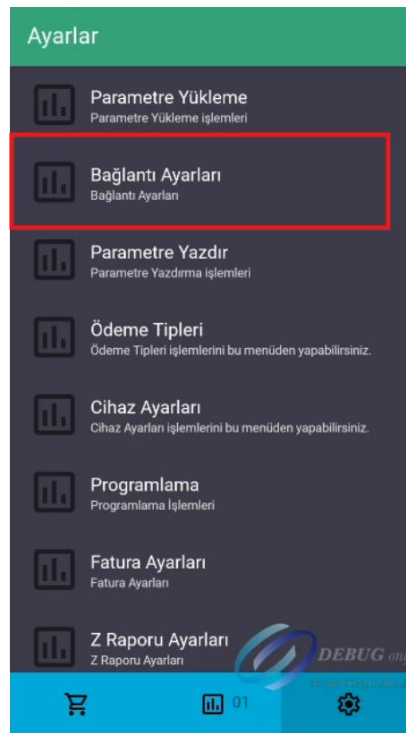 Ayarlar
Parametre Yükleme
Parametre Yükleme işlemleri
Bağlantı Ayarları
Bağlantı Ayarları
Parametre Yazdır
Parametre Yazdırma işlemleri
Ödeme Tipleri
Ödeme Tipleri işlemlerini bu menüden yapabilirsiniz.
Cihaz Ayarları
Cihaz Ayarları işlemlerini bu menüden yapabilirsiniz.
Programlama
Programlama İşlemleri
Fatura Ayarları
Fatura Ayarları
Z Raporu Ayarları
Z Raporu Ayarları
DEBUG
01